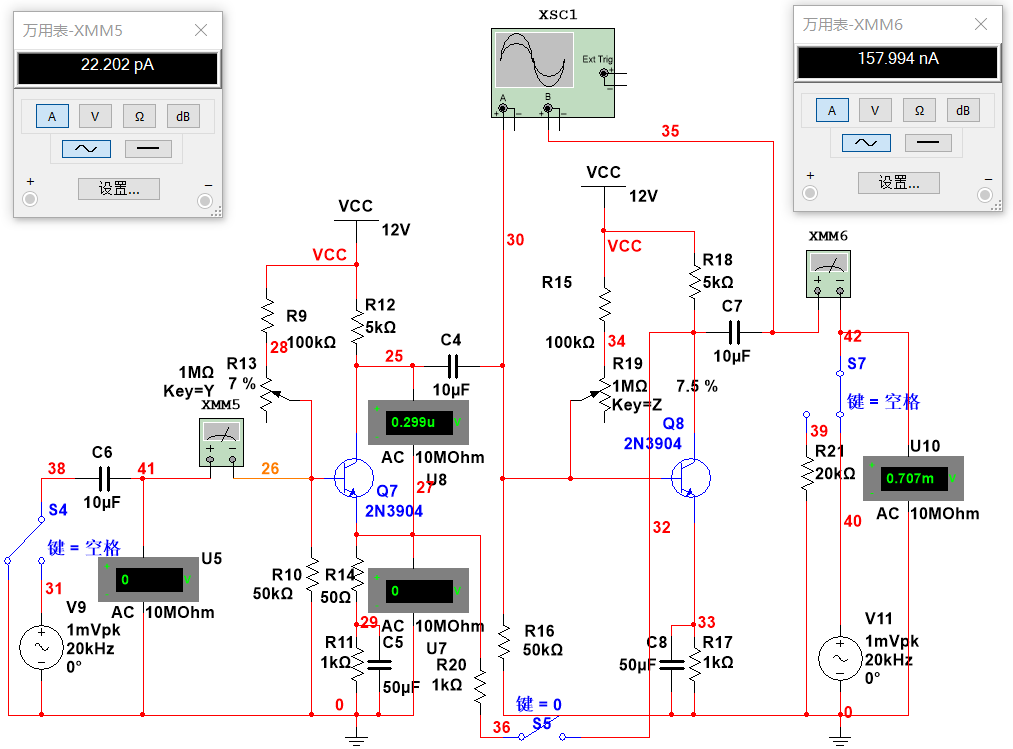 万用表-XMM5
22.202 pA
A
V
Ω
dB
+
设置...
−
XSC1
Ext Trig
+
−
A
B
+
−
+
−
万用表-XMM6
157.994 nA
A
V
Ω
dB
+
设置...
−
35
VCC
12V
VCC
30
VCC
12V
VCC
XMM6
+ −
R9
100kΩ
28
R12
5kΩ
25
C4
10µF
R15
100kΩ
34
R18
5kΩ
C7
10µF
42
S7
键 = 空格
R13
1MΩ
7 %
Key=Y
XMM5
+ −
R19
1MΩ
7.5 %
Key=Z
0.299u
V
AC 10MOhm
U8
Q8
2N3904
39
R21
20kΩ
U10
0.707m
V
AC 10MOhm
C6
10µF
38
41
26
27
Q7
2N3904
32
40
S4
键 = 空格
U5
0
V
AC 10MOhm
31
V9
1mVpk
20kHz
0°
R10
50kΩ
R14
50Ω
0
V
AC 10MOhm
U7
29
R11
1kΩ
C5
50µF
R20
1kΩ
R16
50kΩ
C8
50µF
33
R17
1kΩ
V11
1mVpk
20kHz
0°
0
36
键 = 0
S5
0